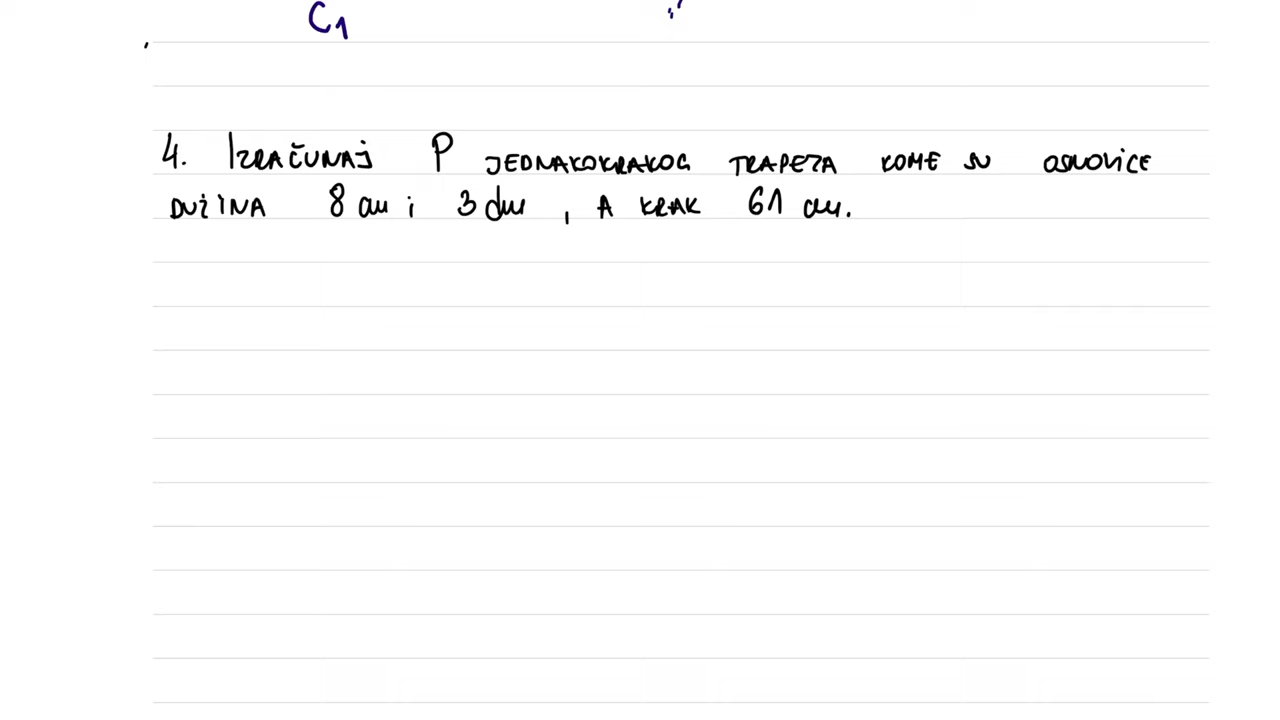 C1
4. IZRAČUNAJ P JEDNAKOKRAKOG TRAPEZA KOME SU OSNOVICE
DUŽINA 8 cm i 3 dm, A KRAK 61 cm.